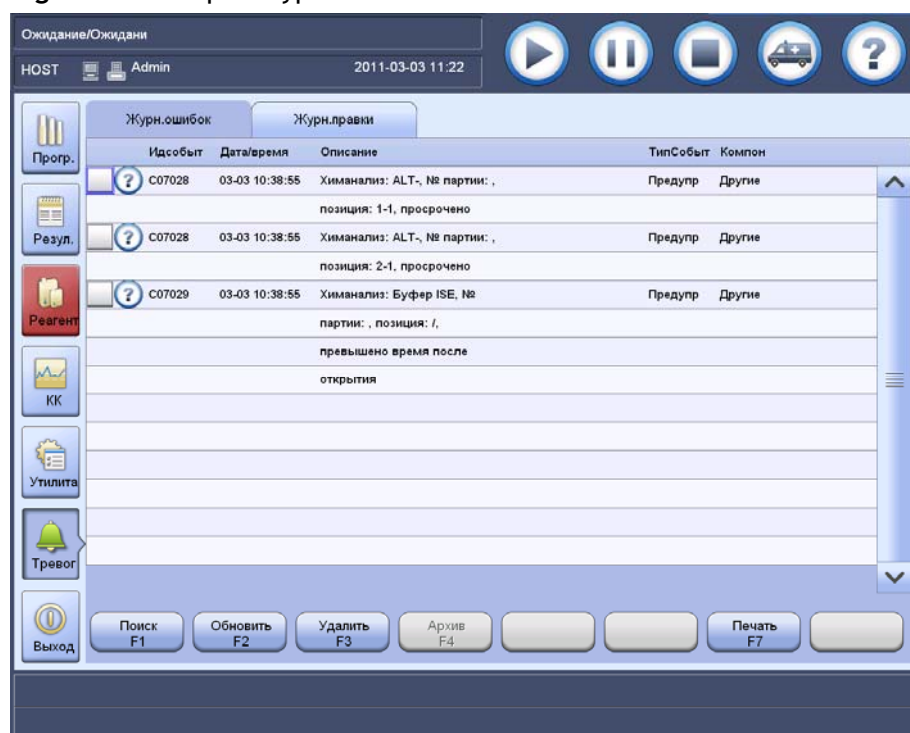 Ожидание/Ожидани
HOST Admin 2011-03-03 11:22
?
Журн.ошибок Журн.правки
Идсобыт Дата/время Описание ТипСобыт Компон
? C07028 03-03 10:38:55 Химанализ: ALT-, № партии: , Предупр Другие
позиция: 1-1, просрочено
? C07028 03-03 10:38:55 Химанализ: ALT-, № партии: , Предупр Другие
позиция: 2-1, просрочено
? C07029 03-03 10:38:55 Химанализ: Буфер ISE, № Предупр Другие
партии: , позиция: /,
превышено время после
открытия
Прогр.
Резул.
Реагент
КК
Утилита
Тревог
Выход
Поиск F1
Обновить F2
Удалить F3
Архив F4
Печать F7